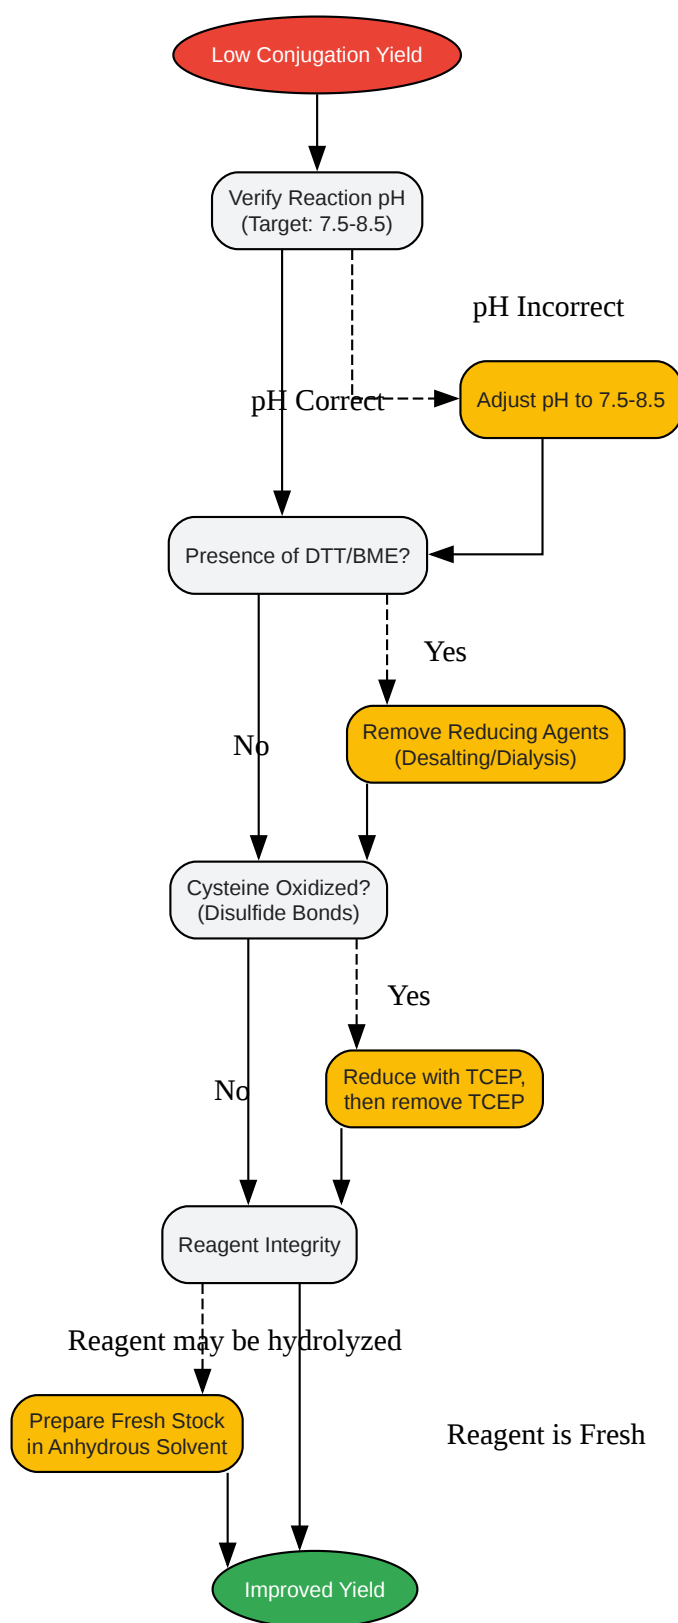 Low Conjugation Yield
Verify Reaction pH
(Target: 7.5-8.5)
pH Incorrect
pH Correct
Adjust pH to 7.5-8.5
Presence of DTT/BME?
Yes
No
Remove Reducing Agents
(Desalting/Dialysis)
Cysteine Oxidized?
(Disulfide Bonds)
Yes
No
Reduce with TCEP,
then remove TCEP
Reagent Integrity
Reagent may be hydrolyzed
Prepare Fresh Stock
in Anhydrous Solvent
Reagent is Fresh
Improved Yield